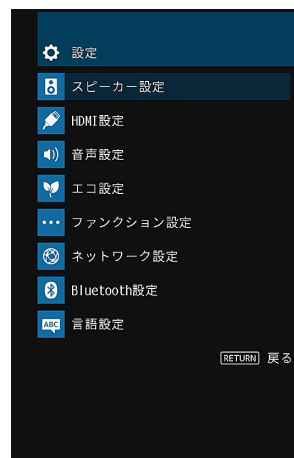 設定
スピーカー設定
HDMI設定
音声設定
エコ設定
ファンクション設定
ネットワーク設定
Bluetooth設定
ABC 言語設定
RETURN 戻る